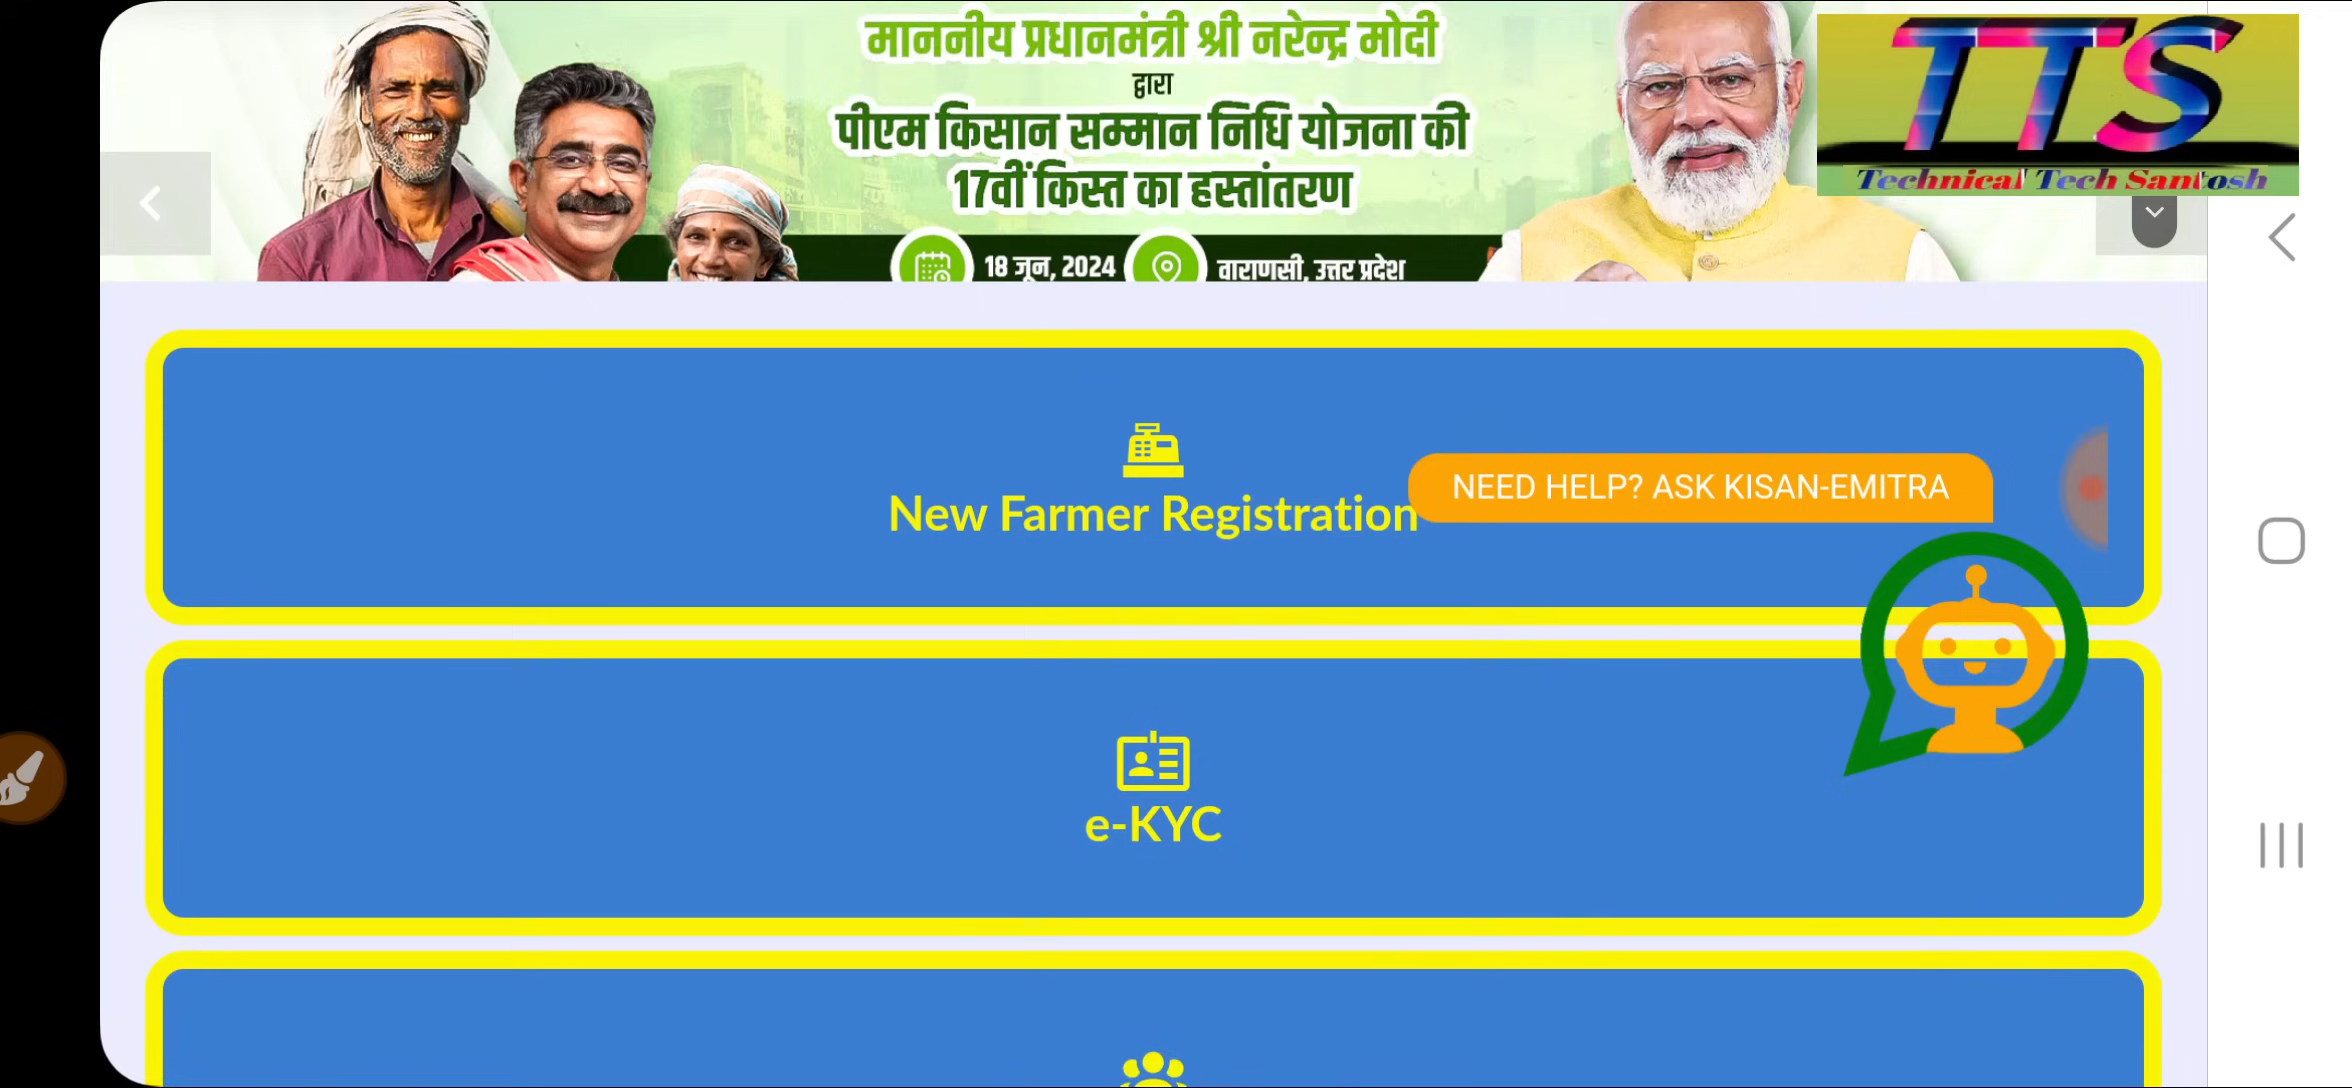 माननीय प्रधानमंत्री श्री नरेन्द्र मोदी
द्वारा
पीएम किसान सम्मान निधि योजना की
17वीं किस्त का हस्तांतरण
18 जून, 2024 वाराणसी, उत्तर प्रदेश
TTS
Technical Tech Santosh
New Farmer Registration
NEED HELP? ASK KISAN-EMITRA
e-KYC